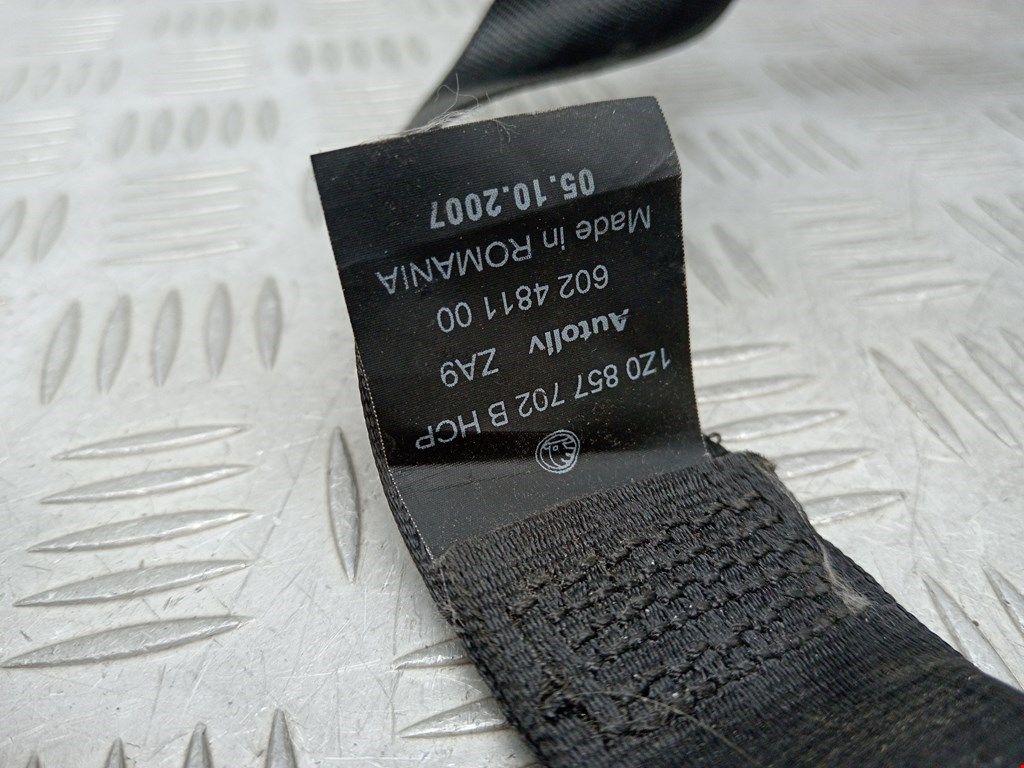 1Z0 857 702 B HCP
Autoliv ZA9
602 4811 00
Made in ROMANIA
05.10.2007